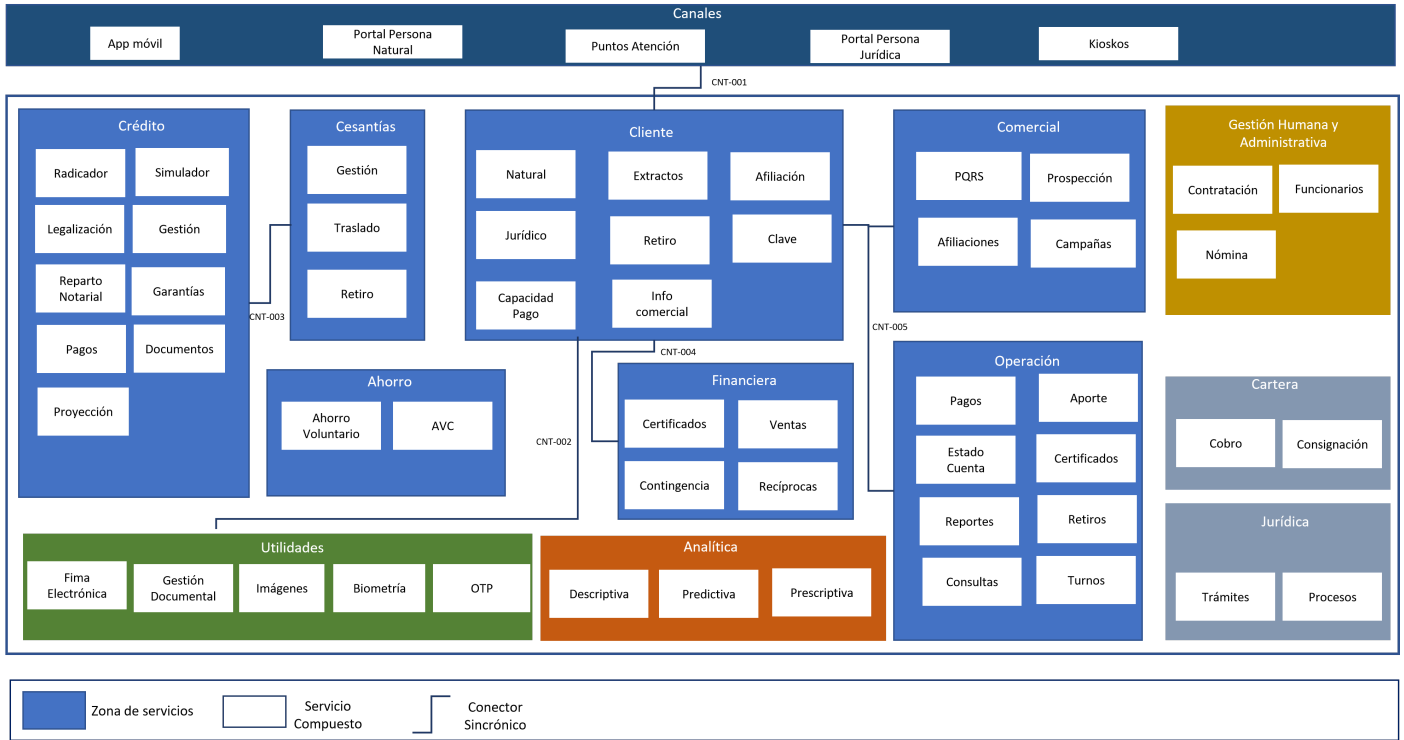 Canales
App móvil
Portal Persona
Natural
Puntos Atención
Portal Persona
Jurídica
Kioskos
CNT-001
Crédito
Radicador
Simulador
Legalización
Gestión
Reparto
Notarial
Garantías
Pagos
Documentos
Proyección
CNT-003
Cesantías
Gestión
Traslado
Retiro
Cliente
Natural
Extractos
Afiliación
Jurídico
Retiro
Clave
Capacidad
Pago
Info
comercial
Comercial
PQRS
Prospección
Afiliaciones
Campañas
Gestión Humana y
Administrativa
Contratación
Funcionarios
Nómina
CNT-005
CNT-004
Ahorro
Ahorro
Voluntario
AVC
CNT-002
Financiera
Certificados
Ventas
Contingencia
Recíprocas
Operación
Pagos
Aporte
Estado
Cuenta
Certificados
Reportes
Retiros
Consultas
Turnos
Cartera
Cobro
Consignación
Jurídica
Trámites
Procesos
Utilidades
Fima
Electrónica
Gestión
Documental
Imágenes
Biometría
OTP
Analítica
Descriptiva
Predictiva
Prescriptiva
Zona de servicios
Servicio
Compuesto
Conector
Sincrónico